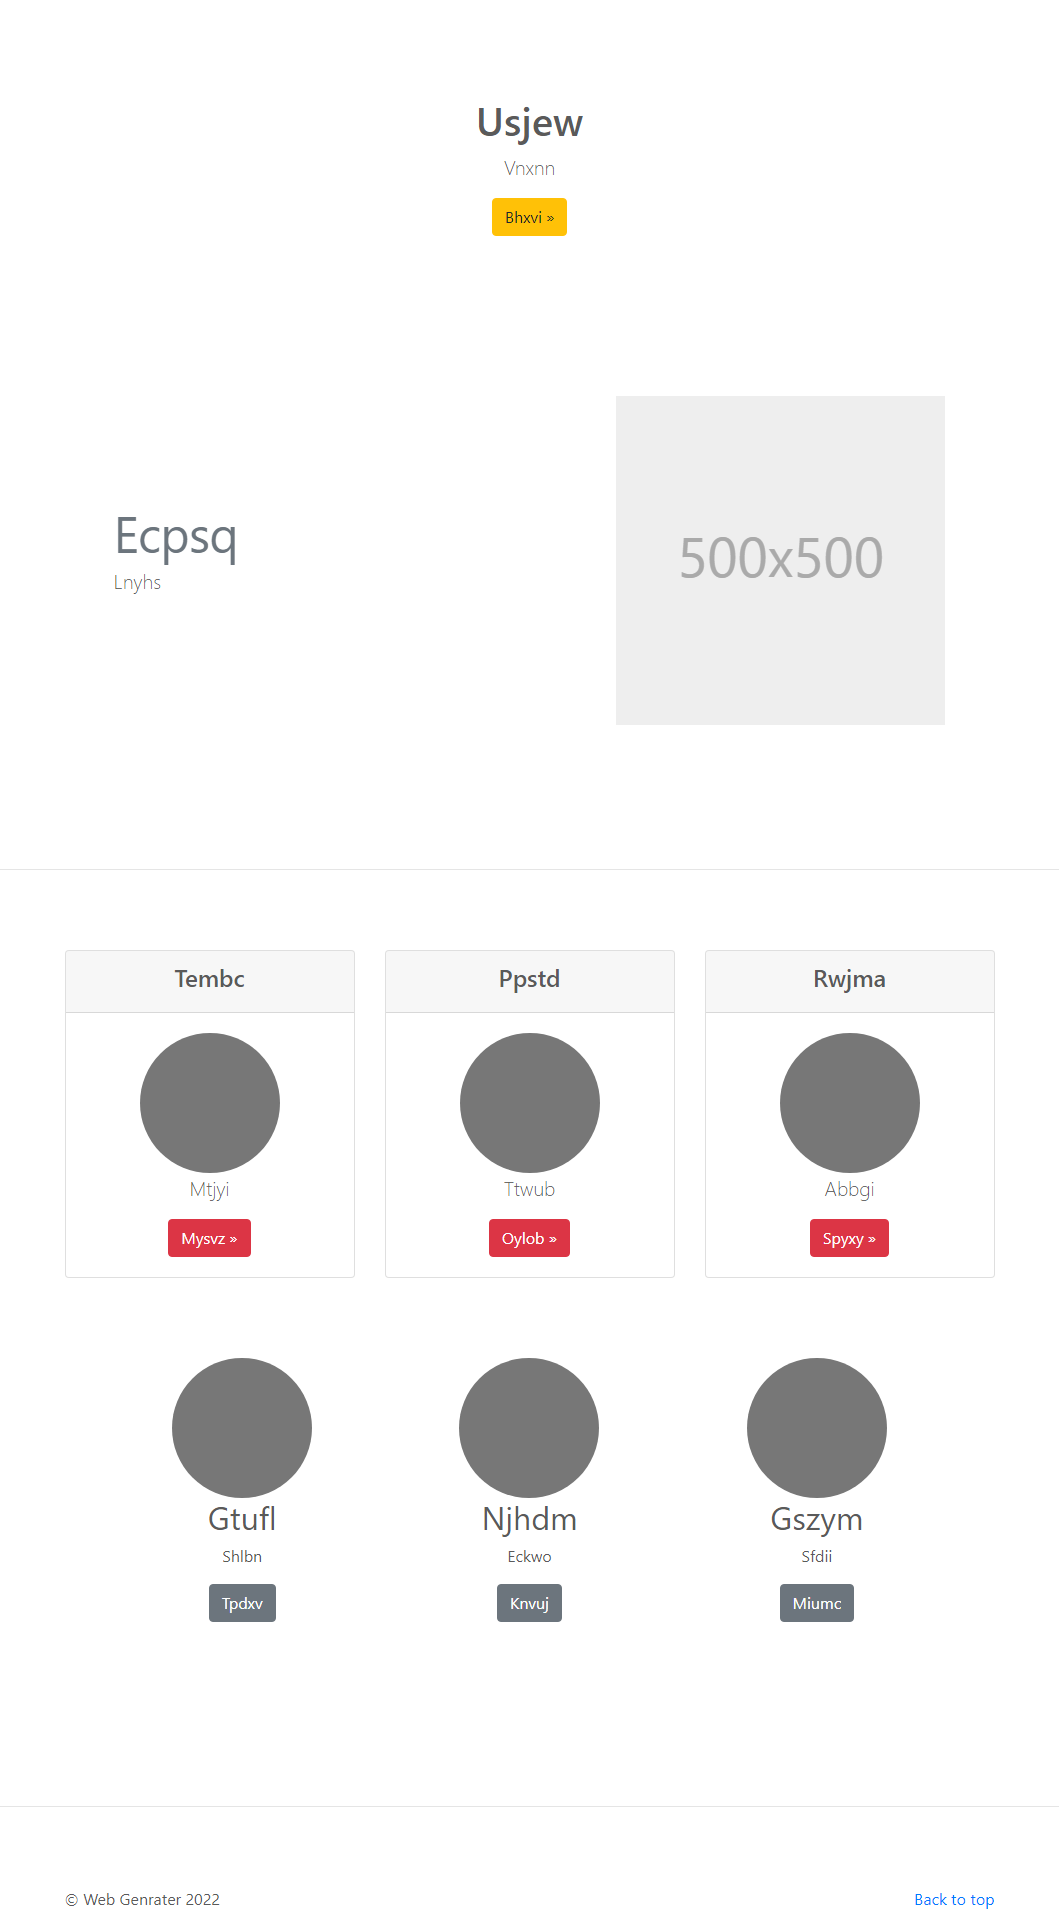 Usjew
Vnxnn
Bhxvi »
Ecpsq
Lnyhs
500x500
Tembc
Mtjyi
Mysvz »
Ppstd
Ttwub
Oylob »
Rwjma
Abbgi
Spyxy »
Gtufl
Shlbn
Tpdxv
Njhdm
Eckwo
Knvuj
Gszym
Sfdii
Miumc
© Web Genrater 2022
Back to top